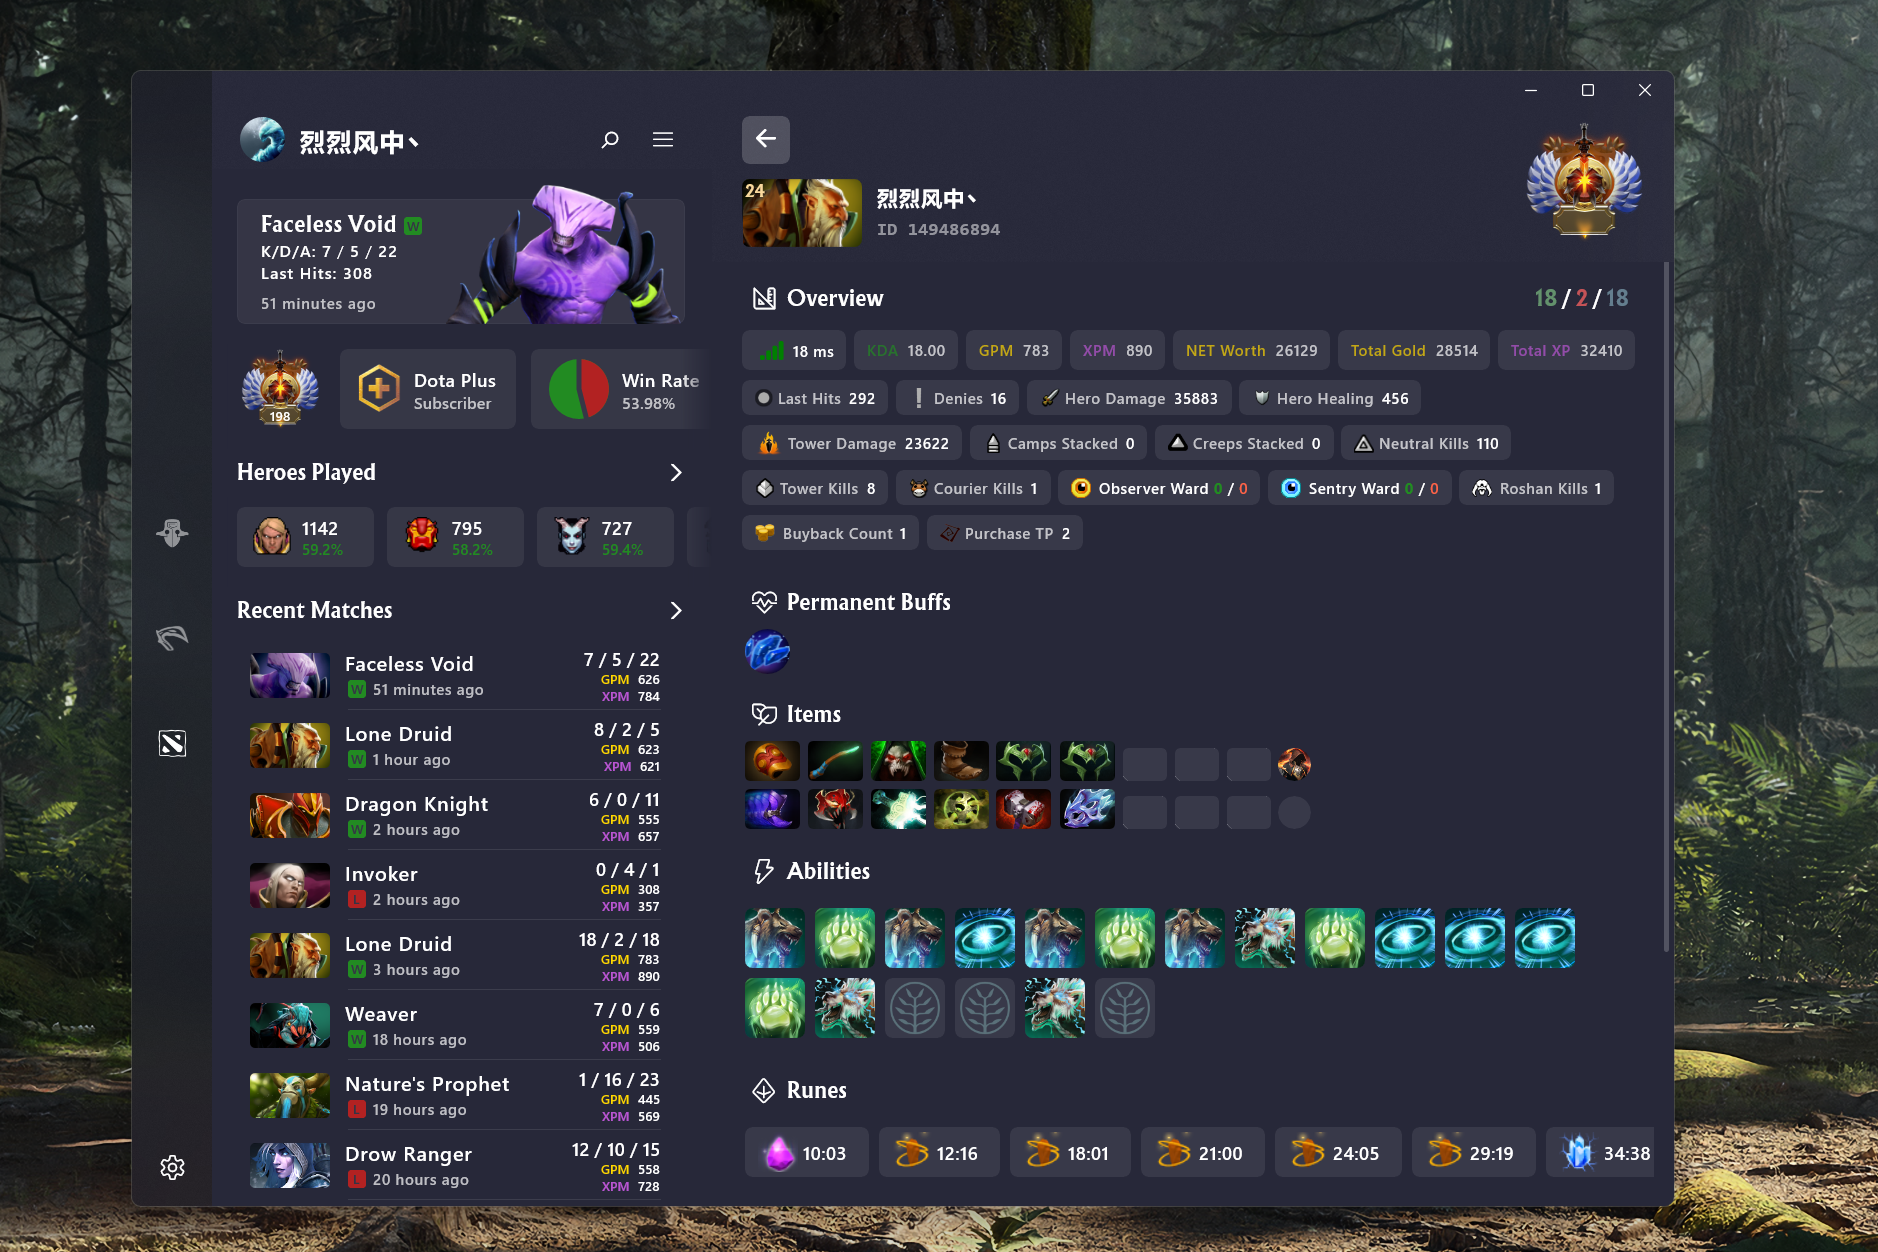 烈烈风中丶
Faceless Void W
K/D/A: 7 / 5 / 22
Last Hits: 308
51 minutes ago
198
Dota Plus
Subscriber
Win Rate
53.98%
Heroes Played
1142
59.2%
795
58.2%
727
59.4%
Recent Matches
Faceless Void
W 51 minutes ago
7 / 5 / 22
GPM 626
XPM 784
Lone Druid
W 1 hour ago
8 / 2 / 5
GPM 623
XPM 621
Dragon Knight
W 2 hours ago
6 / 0 / 11
GPM 555
XPM 657
Invoker
L 2 hours ago
0 / 4 / 1
GPM 308
XPM 357
Lone Druid
W 3 hours ago
18 / 2 / 18
GPM 783
XPM 890
Weaver
W 18 hours ago
7 / 0 / 6
GPM 559
XPM 506
Nature's Prophet
L 19 hours ago
1 / 16 / 23
GPM 445
XPM 569
Drow Ranger
L 20 hours ago
12 / 10 / 15
GPM 558
XPM 728
24
烈烈风中丶
ID 149486894
Overview
18 / 2 / 18
18 ms
KDA 18.00
GPM 783
XPM 890
NET Worth 26129
Total Gold 28514
Total XP 32410
Last Hits 292
Denies 16
Hero Damage 35883
Hero Healing 456
Tower Damage 23622
Camps Stacked 0
Creeps Stacked 0
Neutral Kills 110
Tower Kills 8
Courier Kills 1
Observer Ward 0 / 0
Sentry Ward 0 / 0
Roshan Kills 1
Buyback Count 1
Purchase TP 2
Permanent Buffs
Items
Abilities
Runes
10:03
12:16
18:01
21:00
24:05
29:19
34:38